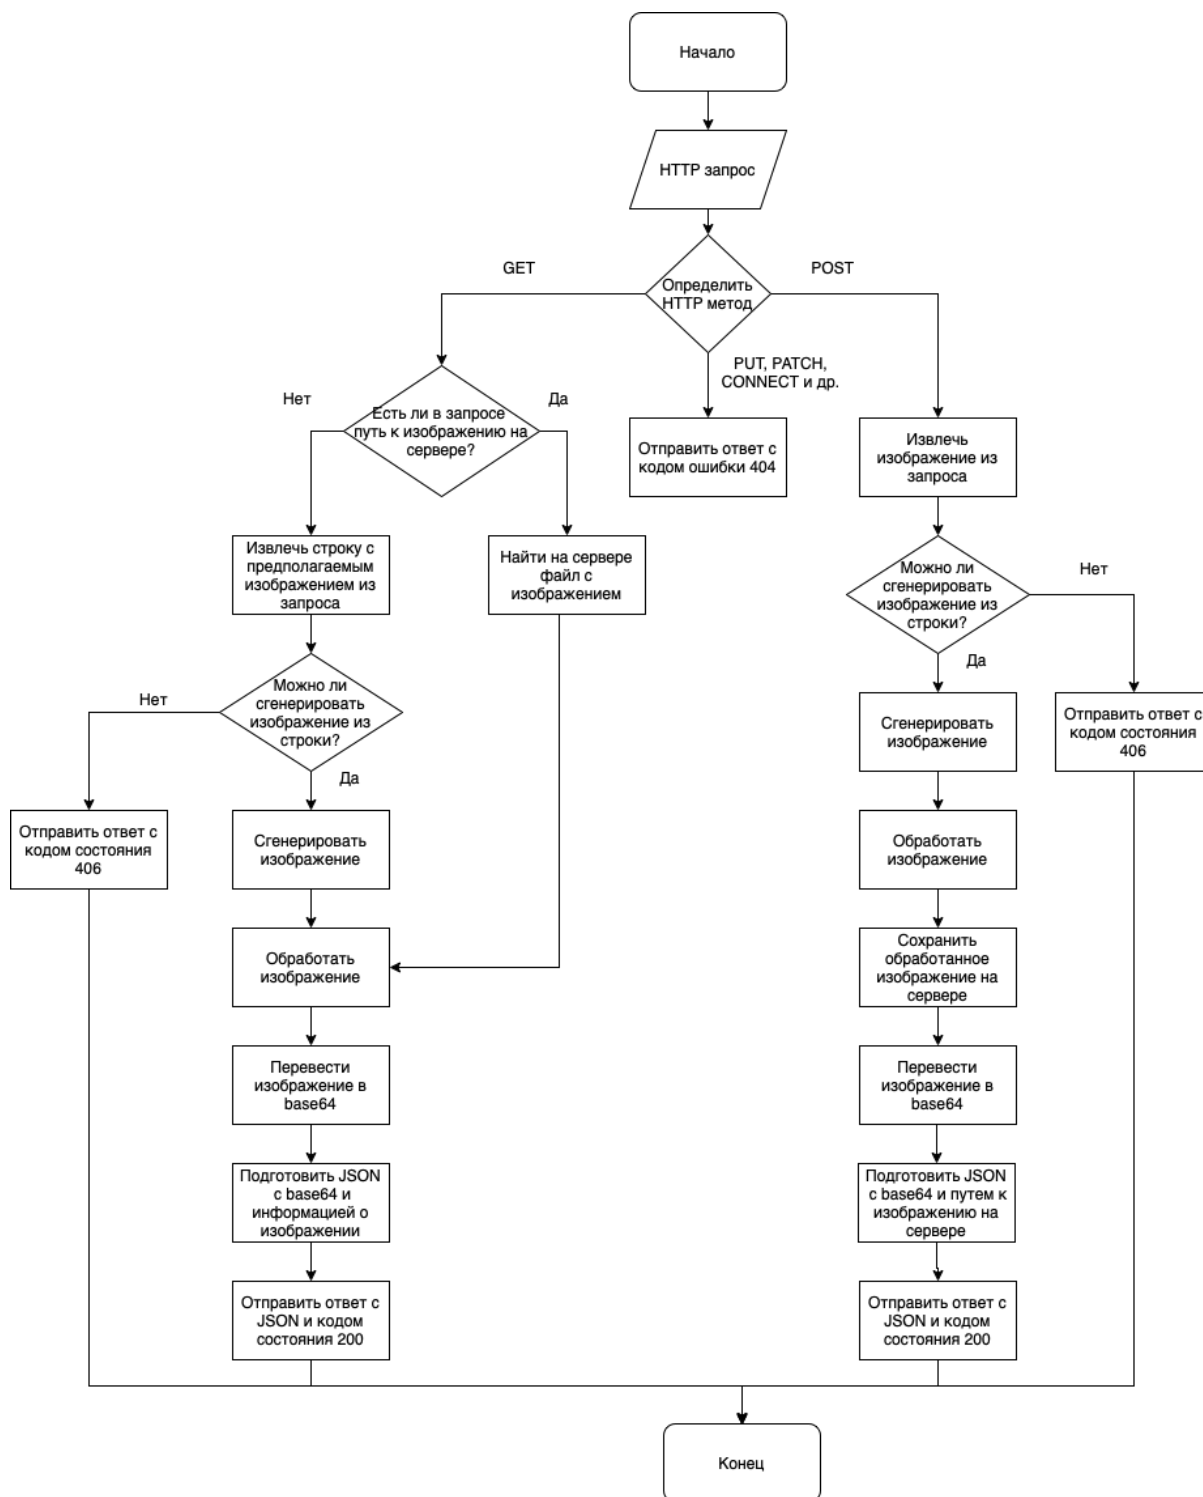 Начало
HTTP запрос
GET
POST
Определить
HTTP метод
PUT, PATCH,
CONNECT и др.
Нет
Да
Есть ли в запросе
путь к изображению на
сервере?
Отправить ответ с
кодом ошибки 404
Извлечь
изображение из
запроса
Извлечь строку с
предполагаемым
изображением из
запроса
Найти на сервере
файл с
изображением
Можно ли
сгенерировать
изображение из
строки?
Нет
Да
Нет
Можно ли
сгенерировать
изображение из
строки?
Да
Сгенерировать
изображение
Отправить ответ с
кодом состояния
406
Отправить ответ с
кодом состояния
406
Сгенерировать
изображение
Обработать
изображение
Обработать
изображение
Сохранить
обработанное
изображение на
сервере
Перевести
изображение в
base64
Перевести
изображение в
base64
Подготовить JSON
с base64 и
информацией о
изображении
Подготовить JSON
с base64 и путем к
изображению на
сервере
Отправить ответ с
JSON и кодом
состояния 200
Отправить ответ с
JSON и кодом
состояния 200
Конец